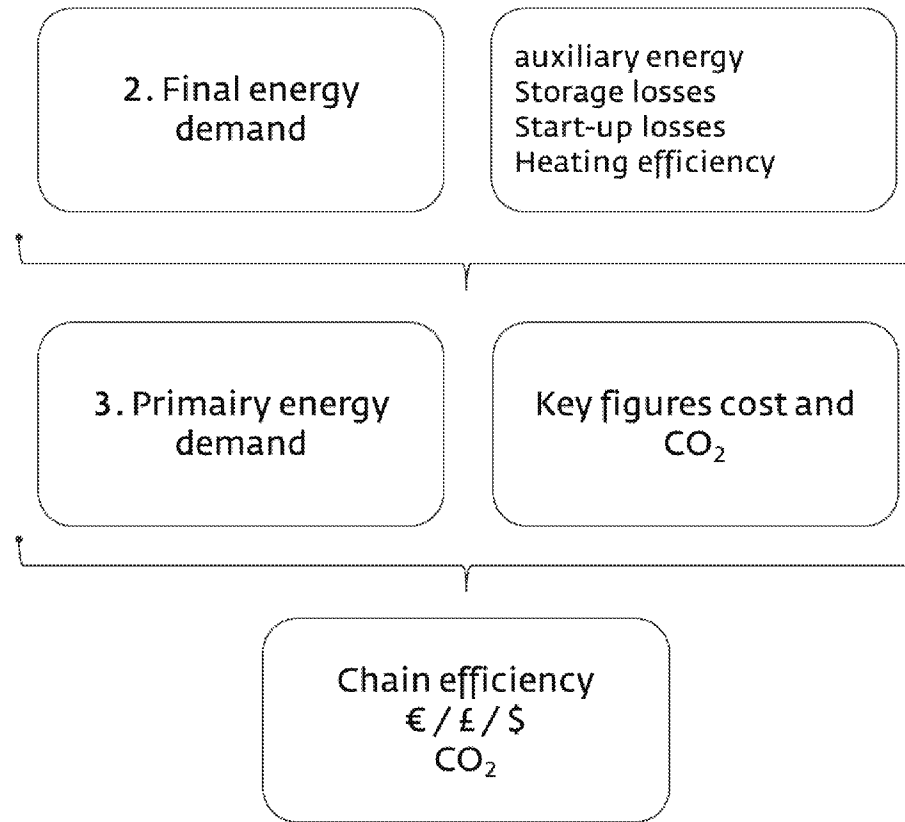 2. Final energy
demand
auxiliary energy
Storage losses
Start-up losses
Heating efficiency
3. Primairy energy
demand
Key figures cost and
CO₂
Chain efficiency
€ / £ / $
CO₂